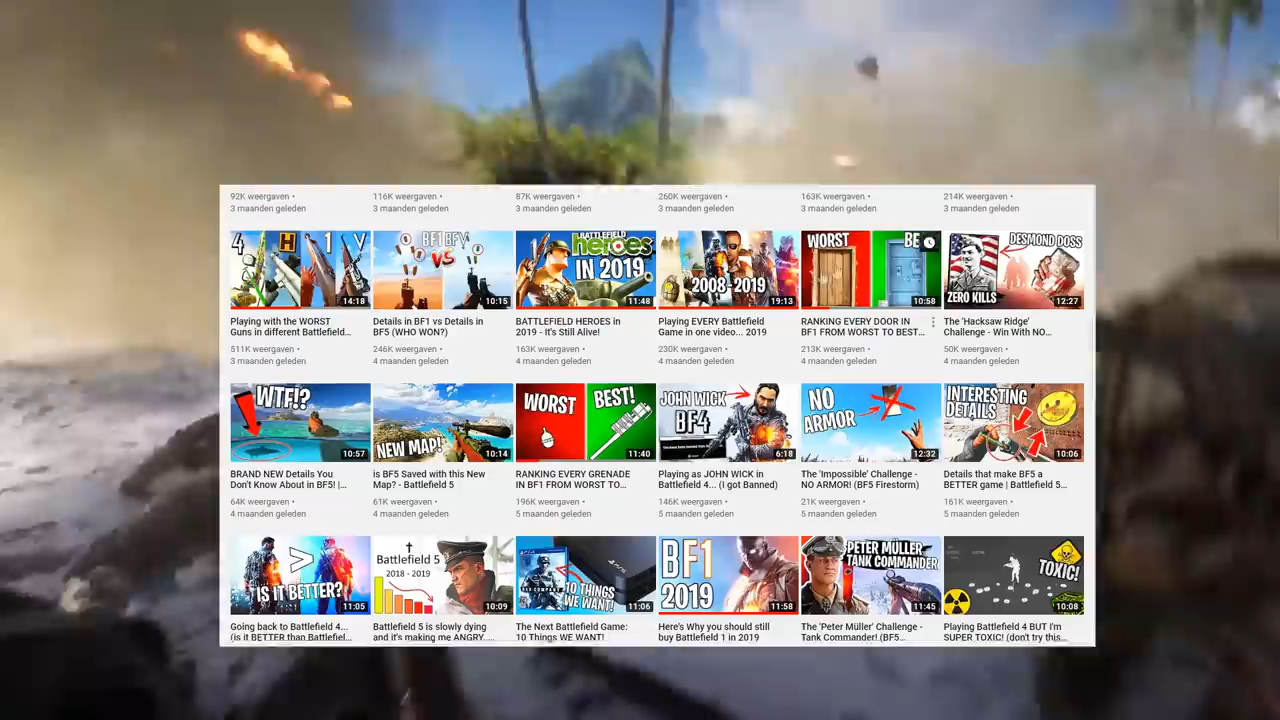 92K weergaven •
3 maanden geleden
116K weergaven •
3 maanden geleden
87K weergaven •
3 maanden geleden
260K weergaven •
3 maanden geleden
163K weergaven •
3 maanden geleden
214K weergaven •
3 maanden geleden
4 H 1 V
14:18
Playing with the WORST
Guns in different Battlefield...
511K weergaven •
3 maanden geleden
BF1 BFV
VS
10:15
Details in BF1 vs Details in
BF5 (WHO WON?)
246K weergaven •
4 maanden geleden
BATTLEFIELD
heroes
IN 2019
11:48
BATTLEFIELD HEROES in
2019 - It's Still Alive!
163K weergaven •
4 maanden geleden
2008-2019
19:13
Playing EVERY Battlefield
Game in one video... 2019
230K weergaven •
4 maanden geleden
WORST
BE
10:58
RANKING EVERY DOOR IN
BF1 FROM WORST TO BEST...
213K weergaven •
4 maanden geleden
DESMOND DOSS
ZERO KILLS
12:27
The 'Hacksaw Ridge'
Challenge - Win With NO...
50K weergaven •
4 maanden geleden
WTF!?
10:57
BRAND NEW Details You
Don't Know About in BF5! |...
64K weergaven •
4 maanden geleden
NEW MAP!
10:14
is BF5 Saved with this New
Map? - Battlefield 5
61K weergaven •
4 maanden geleden
WORST
BEST!
11:40
RANKING EVERY GRENADE
IN BF1 FROM WORST TO...
196K weergaven •
5 maanden geleden
JOHN WICK
BF4
6:18
Playing as JOHN WICK in
Battlefield 4... (I got Banned)
146K weergaven •
5 maanden geleden
NO
ARMOR
12:32
The 'Impossible' Challenge -
NO ARMOR! (BF5 Firestorm)
21K weergaven •
5 maanden geleden
INTERESTING
DETAILS
10:06
Details that make BF5 a
BETTER game | Battlefield 5...
161K weergaven •
5 maanden geleden
>
IS IT BETTER?
11:05
Going back to Battlefield 4...
(is it BETTER than Battlefiel...
Battlefield 5
2018 - 2019
10:09
Battlefield 5 is slowly dying
and it's making me ANGRY....
10 THINGS
WE WANT!
11:06
The Next Battlefield Game:
10 Things WE WANT!
BF1
2019
11:58
Here's Why you should still
buy Battlefield 1 in 2019
PETER MÜLLER
TANK COMMANDER
11:45
The 'Peter Müller' Challenge -
Tank Commander! (BF5...
TOXIC!
10:08
Playing Battlefield 4 BUT I'm
SUPER TOXIC! (don't try this...